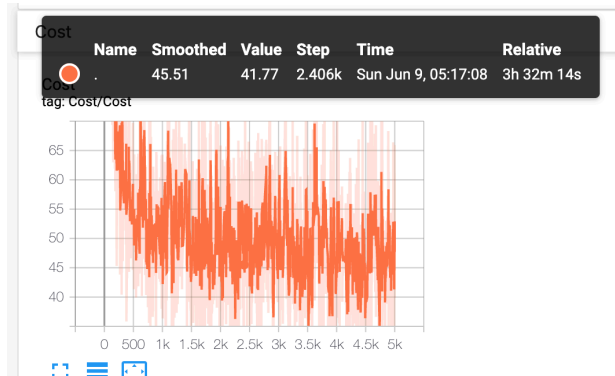 Cost
Name Smoothed Value Step Time Relative
. 45.51 41.77 2.406k Sun Jun 9, 05:17:08 3h 32m 14s
Cost
tag: Cost/Cost
65
60
55
50
45
40
0 500 1k 1.5k 2k 2.5k 3k 3.5k 4k 4.5k 5k